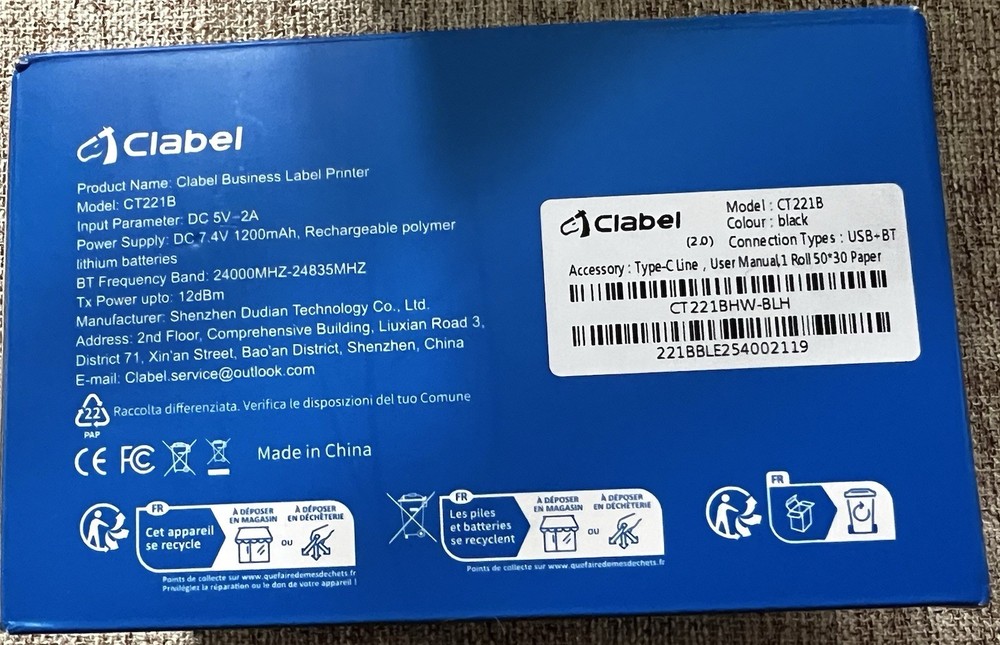 Clabel
Product Name: Clabel Business Label Printer
Model: CT221B
Input Parameter: DC 5V-2A
Power Supply: DC 7.4V 1200mAh, Rechargeable polymer
lithium batteries
BT Frequency Band: 24000MHZ-24835MHZ
Tx Power upto: 12dBm
Manufacturer: Shenzhen Dudian Technology Co., Ltd.
Address: 2nd Floor, Comprehensive Building, Liuxian Road 3,
District 71, Xin'an Street, Bao'an District, Shenzhen, China
E-mail: Clabel.service@outlook.com
22
PAP
Raccolta differenziata. Verifica le disposizioni del tuo Comune
CE FC Made in China
Clabel
Model : CT221B
Colour : black
(2.0) Connection Types : USB+BT
Accessory : Type-C Line , User Manual,1 Roll 50*30 Paper
CT221BHW-BLH
221BBLE254002119
FR
Cet appareil
se recycle
À DÉPOSER
EN MAGASIN
OU
À DÉPOSER
EN DÉCHÈTERIE
Points de collecte sur www.quefairedemesdechets.fr
Privilégiez la réparation ou le don de votre appareil !
FR
Les piles
et batteries
se recyclent
À DÉPOSER
EN MAGASIN
OU
À DÉPOSER
EN DÉCHÈTERIE
Points de collecte sur www.quefairedemesdechets.fr
FR